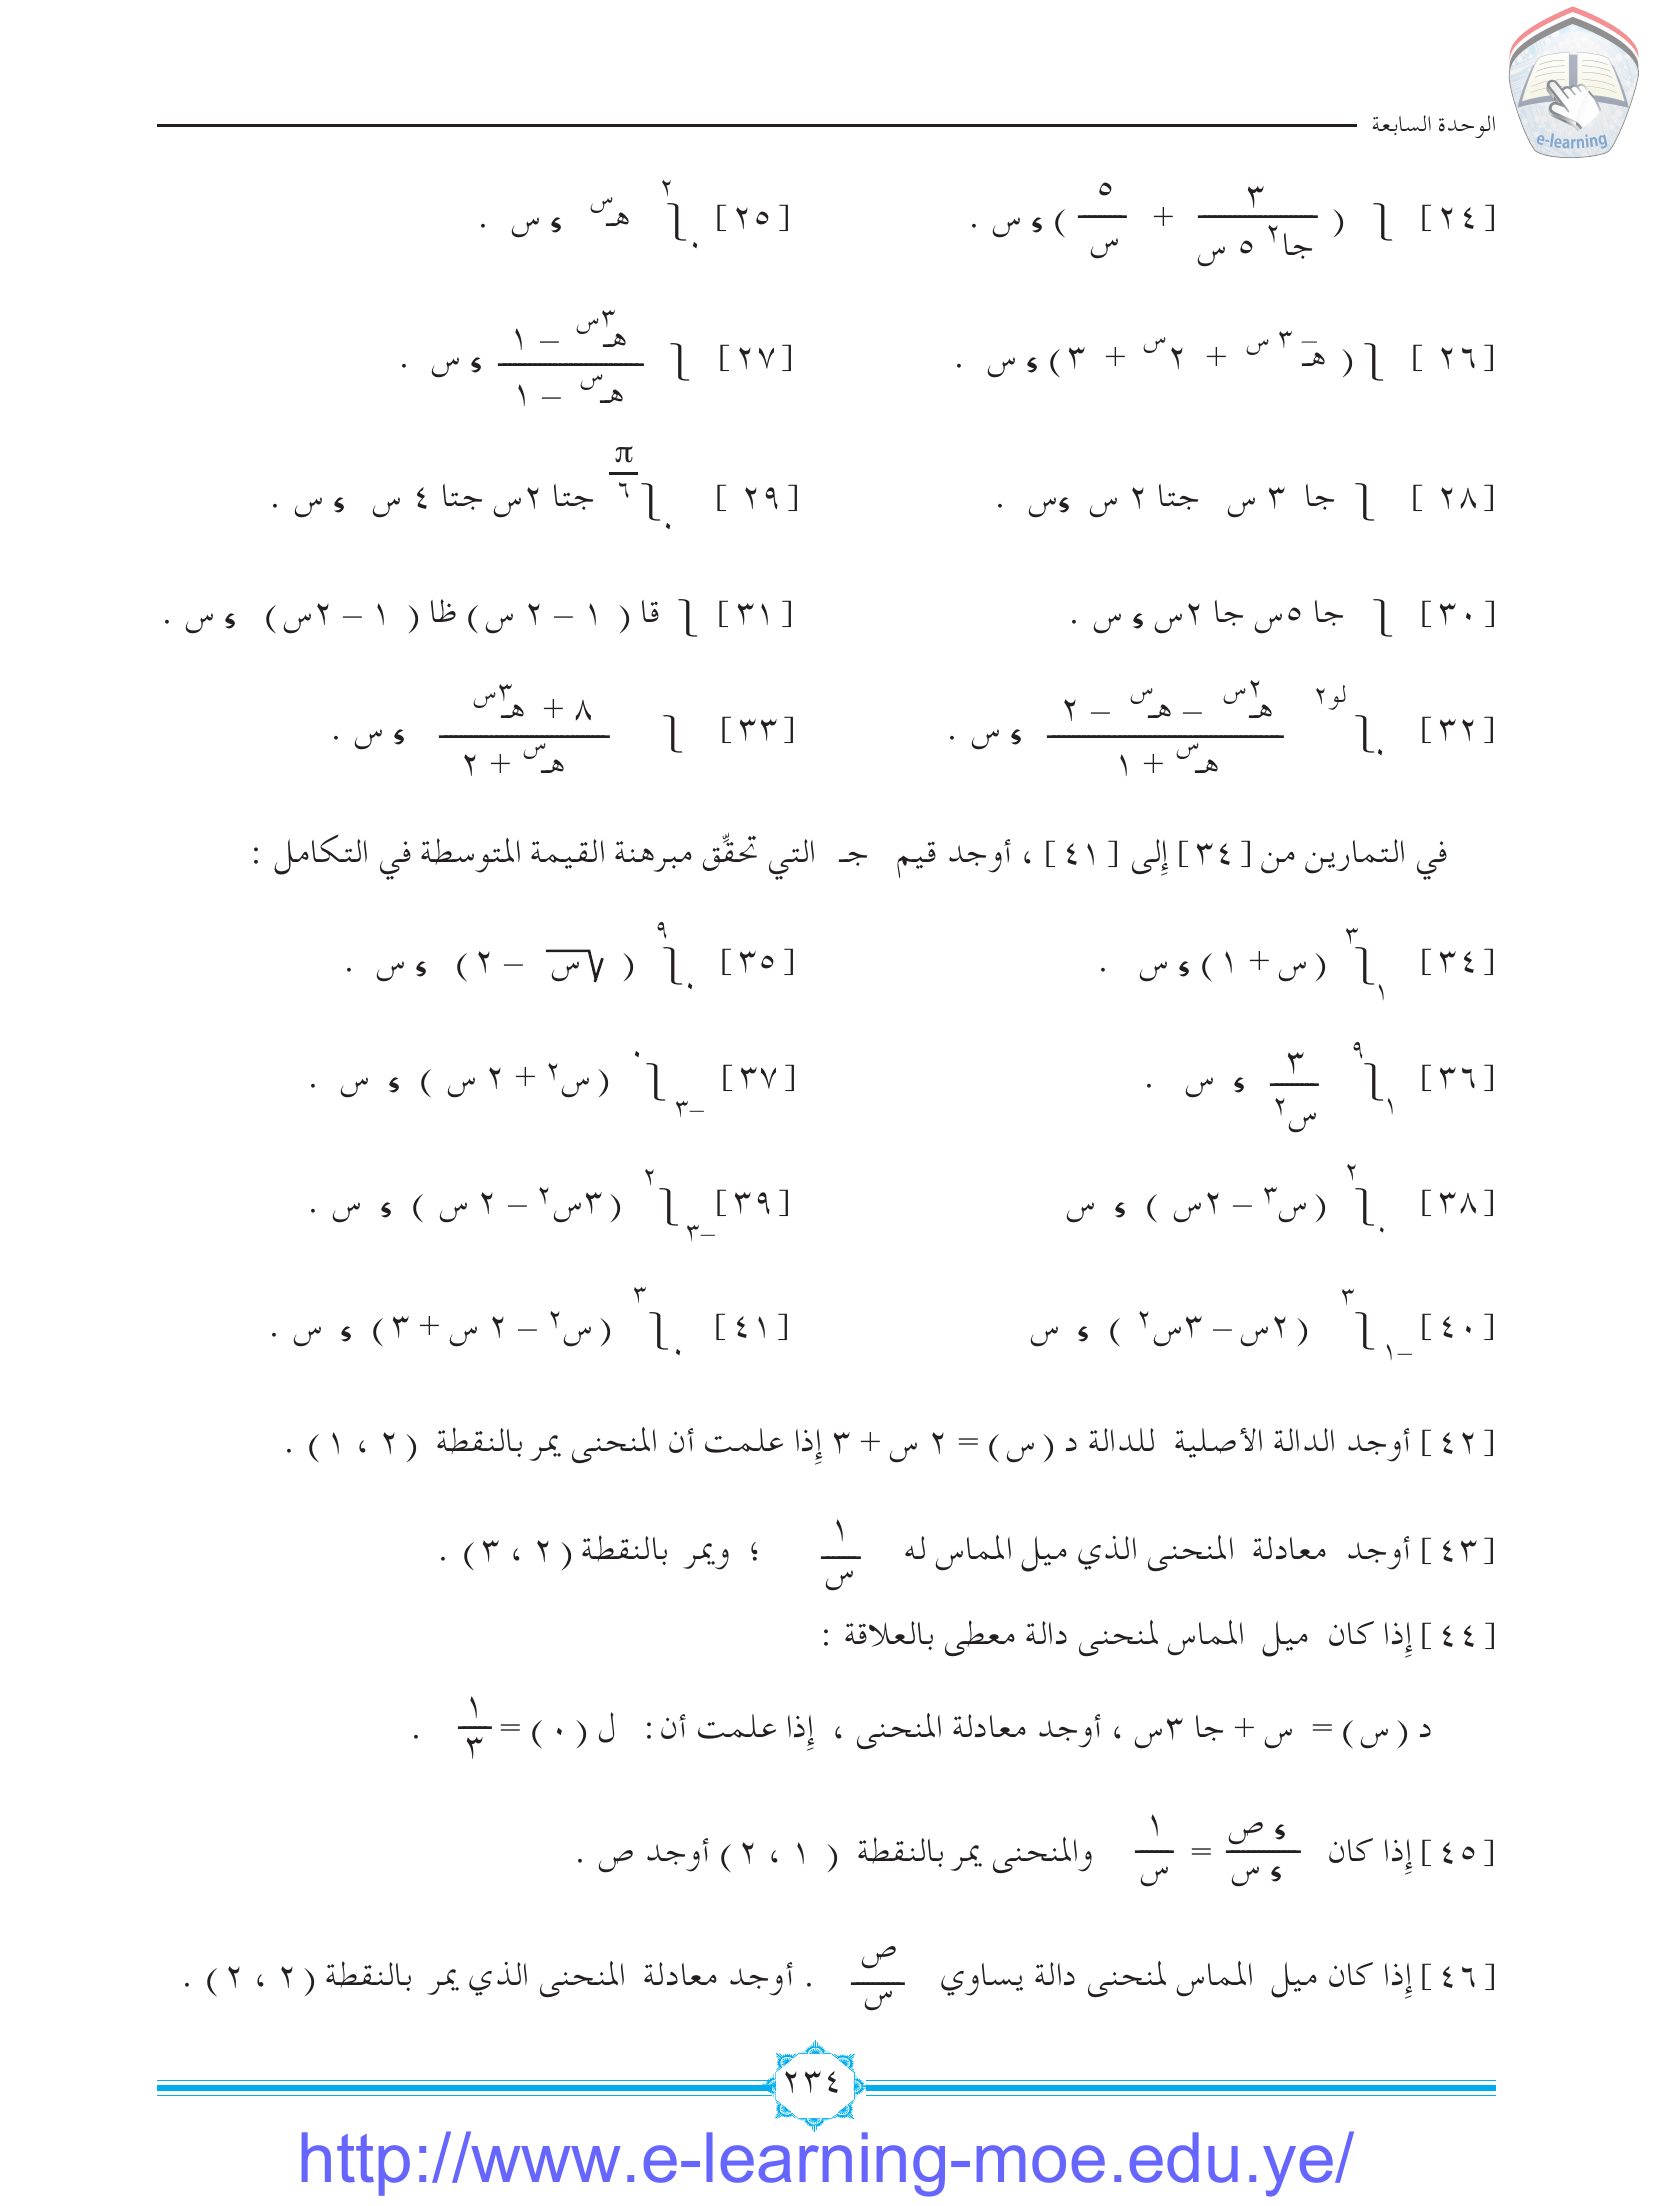 e-learning
الوحدة السابعة
[٢٤] ∫ ( ٣/جا٢ ٥ س + ٥/س ) ء س . [٢٥] ∫٠^٢ هـ^س ء س .
[٢٦] ∫ ( هـ^−٣ س + ٢^س + ٣ ) ء س . [٢٧] ∫ (هـ^٣س − ١)/(هـ^س − ١) ء س .
[٢٨] ∫ جا ٣ س جتا ٢ س ءس . [٢٩] ∫٠^(π/٦) جتا ٢س جتا ٤ س ء س .
[٣٠] ∫ جا ٥س جا ٢س ء س . [٣١] ∫ قا ( ١ − ٢ س ) ظا ( ١ − ٢س ) ء س .
[٣٢] ∫٠^لو٢ (هـ^٢س − هـ^س − ٢)/(هـ^س + ١) ء س . [٣٣] ∫ (٨ + هـ^٣س)/(هـ^س + ٢) ء س .
في التمارين من [٣٤] إلى [٤١] ، أوجد قيم جـ التي تحقِّق مبرهنة القيمة المتوسطة في التكامل :
[٣٤] ∫١^٣ ( س + ١ ) ء س . [٣٥] ∫٠^٩ ( √س − ٢ ) ء س .
[٣٦] ∫١^٩ ٣/س^٢ ء س . [٣٧] ∫−٣^٠ ( س^٢ + ٢ س ) ء س .
[٣٨] ∫٠^٢ ( س^٣ − ٢س ) ء س [٣٩] ∫−٣^٢ ( ٣س^٢ − ٢ س ) ء س .
[٤٠] ∫−١^٣ ( ٢س − ٣س^٢ ) ء س [٤١] ∫٠^٣ ( س^٢ − ٢ س + ٣ ) ء س .
[٤٢] أوجد الدالة الأصلية للدالة د ( س ) = ٢ س + ٣ إذا علمت أن المنحنى يمر بالنقطة ( ٢ ، ١ ) .
[٤٣] أوجد معادلة المنحنى الذي ميل المماس له ١/س ؛ ويمر بالنقطة ( ٢ ، ٣ ) .
[٤٤] إذا كان ميل المماس لمنحنى دالة معطى بالعلاقة :
د ( س ) = س + جا ٣س ، أوجد معادلة المنحنى ، إذا علمت أن : ل ( ٠ ) = ١/٣ .
[٤٥] إذا كان ء ص/ء س = ١/س والمنحنى يمر بالنقطة ( ١ ، ٢ ) أوجد ص .
[٤٦] إذا كان ميل المماس لمنحنى دالة يساوي ص/س . أوجد معادلة المنحنى الذي يمر بالنقطة ( ٢ ، ٢ ) .
٢٣٤
http://www.e-learning-moe.edu.ye/